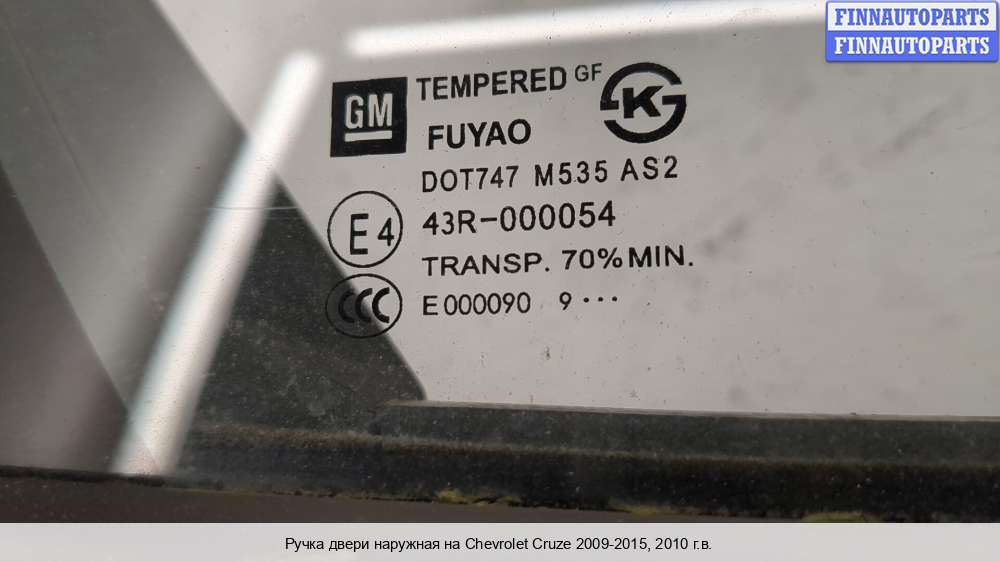 FINNAUTOPARTS
FINNAUTOPARTS
GM TEMPERED GF
FUYAO
DOT747 M535 AS2
E4 43R-000054
TRANSP. 70% MIN.
CCC E000090 9 ···
Ручка двери наружная на Chevrolet Cruze 2009-2015, 2010 г.в.